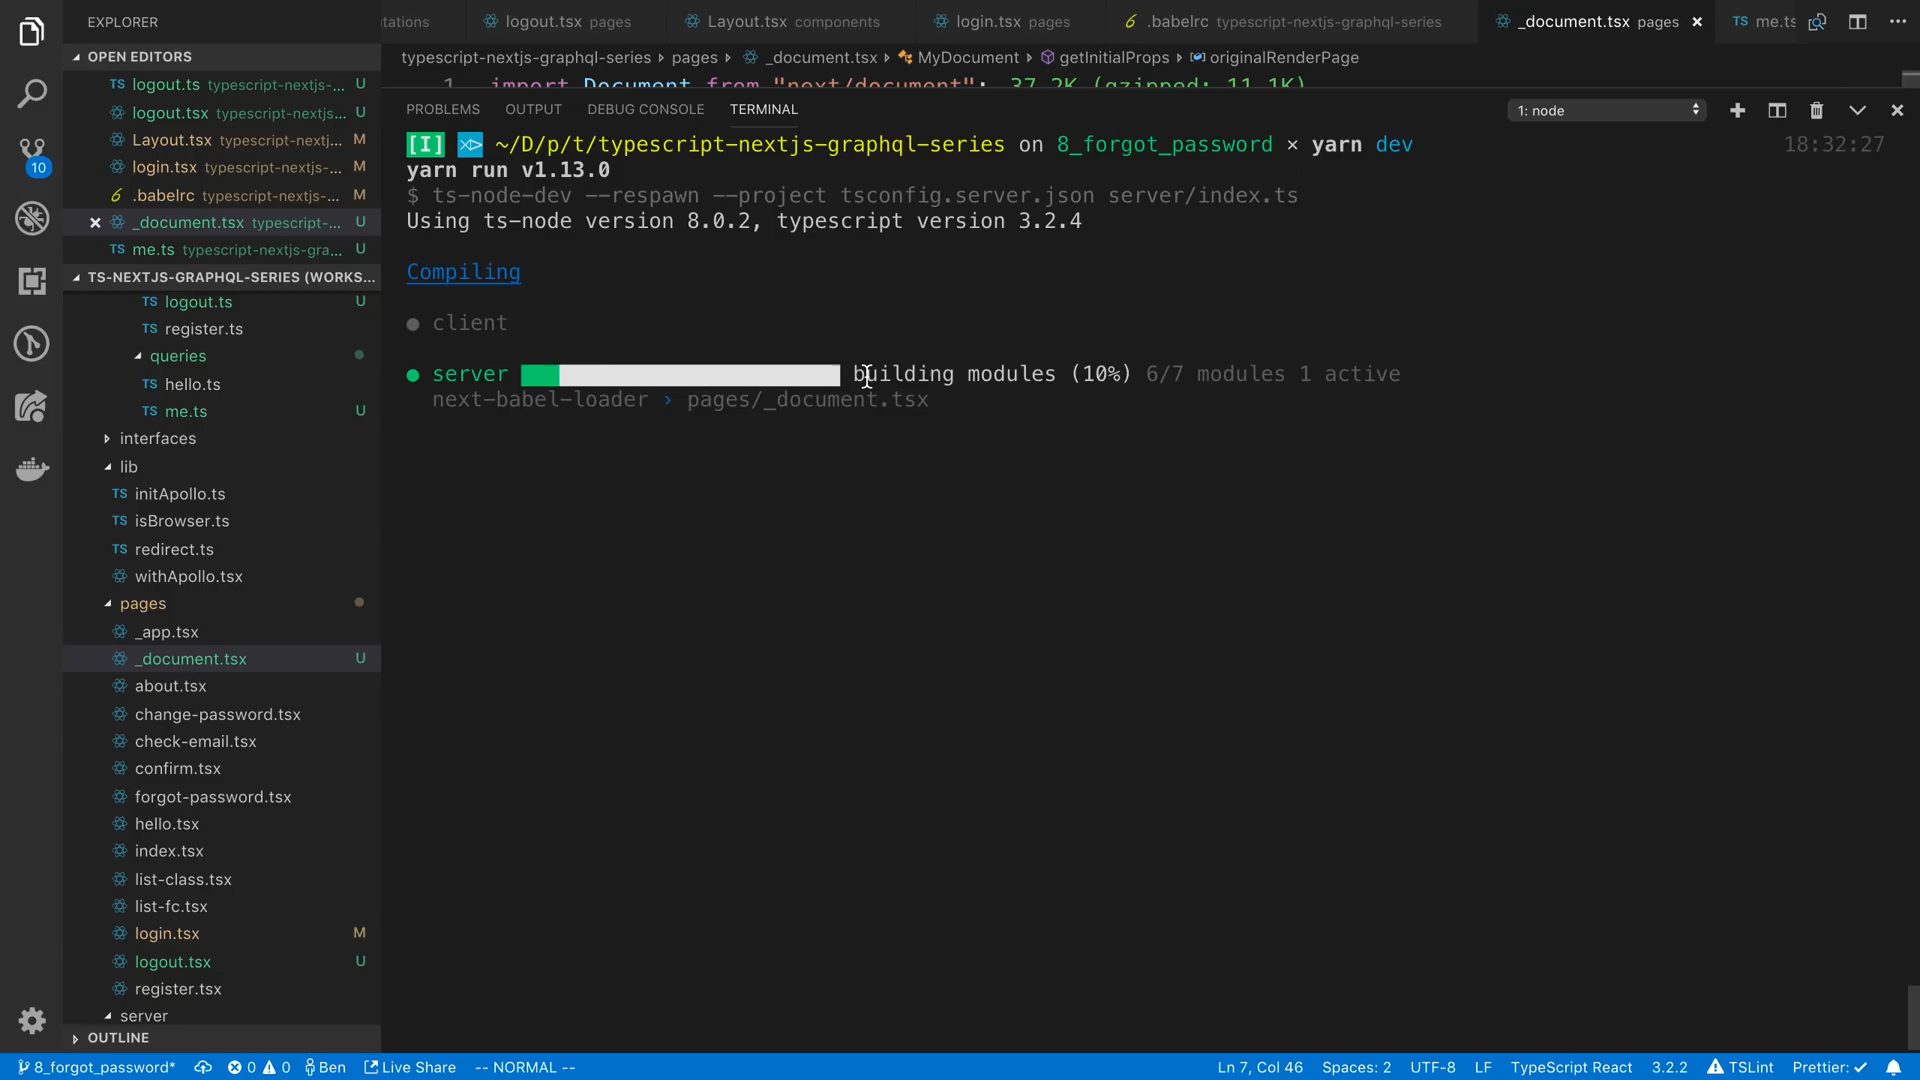 EXPLORER
OPEN EDITORS
logout.ts typescript-nextjs-... U
logout.tsx typescript-nextjs... U
Layout.tsx typescript-nextj... M
login.tsx typescript-nextjs-... M
.babelrc typescript-nextjs-... M
_document.tsx typescript-... U
me.ts typescript-nextjs-gra... U
TS-NEXTJS-GRAPHQL-SERIES (WORKS...
logout.ts U
register.ts
queries
hello.ts
me.ts U
interfaces
lib
initApollo.ts
isBrowser.ts
redirect.ts
withApollo.tsx
pages
_app.tsx
_document.tsx U
about.tsx
change-password.tsx
check-email.tsx
confirm.tsx
forgot-password.tsx
hello.tsx
index.tsx
list-class.tsx
list-fc.tsx
login.tsx M
logout.tsx U
register.tsx
server
OUTLINE
tations logout.tsx pages Layout.tsx components login.tsx pages .babelrc typescript-nextjs-graphql-series _document.tsx pages me.ts
typescript-nextjs-graphql-series › pages › _document.tsx › MyDocument › getInitialProps › originalRenderPage
1 import Document from "next/document"; 37.2K (gzipped: 11.1K)
PROBLEMS OUTPUT DEBUG CONSOLE TERMINAL 1: node
[I] ~/D/p/t/typescript-nextjs-graphql-series on 8_forgot_password × yarn dev 18:32:27
yarn run v1.13.0
$ ts-node-dev --respawn --project tsconfig.server.json server/index.ts
Using ts-node version 8.0.2, typescript version 3.2.4
Compiling
● client
● server building modules (10%) 6/7 modules 1 active
next-babel-loader › pages/_document.tsx
10
8_forgot_password* 0 0 Ben Live Share -- NORMAL -- Ln 7, Col 46 Spaces: 2 UTF-8 LF TypeScript React 3.2.2 TSLint Prettier: ✓